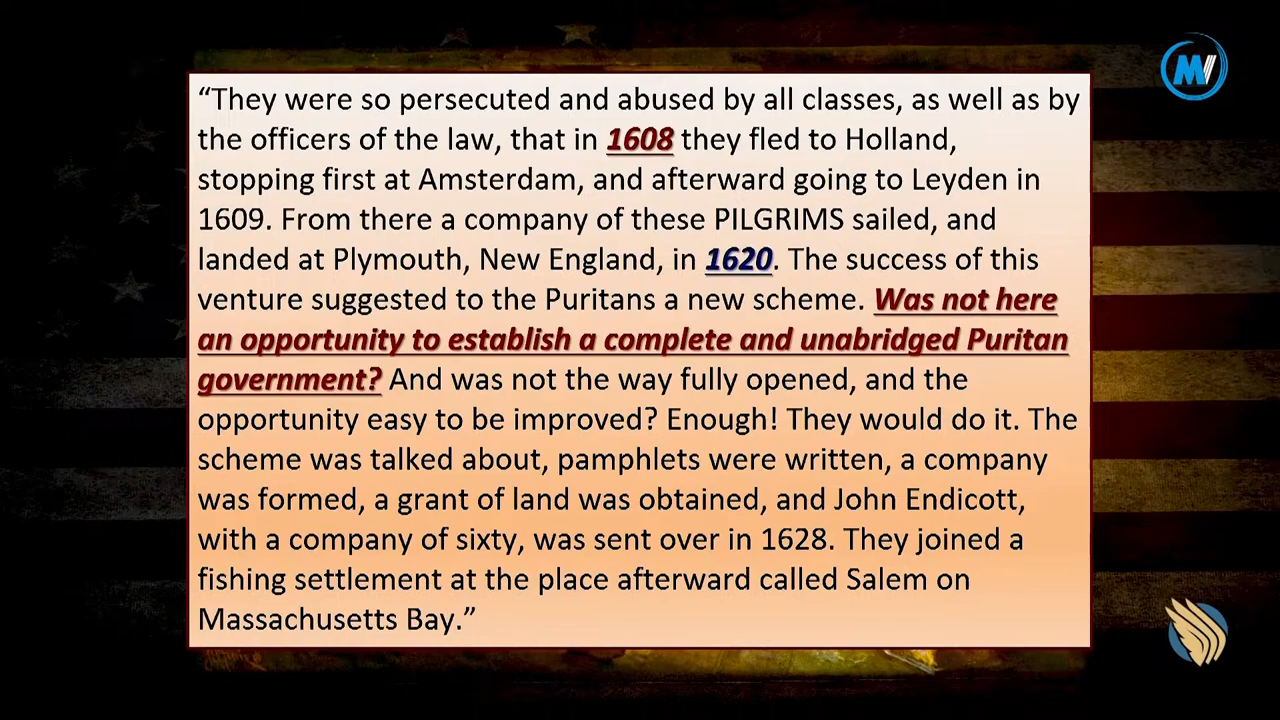 “They were so persecuted and abused by all classes, as well as by
the officers of the law, that in 1608 they fled to Holland,
stopping first at Amsterdam, and afterward going to Leyden in
1609. From there a company of these PILGRIMS sailed, and
landed at Plymouth, New England, in 1620. The success of this
venture suggested to the Puritans a new scheme. Was not here
an opportunity to establish a complete and unabridged Puritan
government? And was not the way fully opened, and the
opportunity easy to be improved? Enough! They would do it. The
scheme was talked about, pamphlets were written, a company
was formed, a grant of land was obtained, and John Endicott,
with a company of sixty, was sent over in 1628. They joined a
fishing settlement at the place afterward called Salem on
Massachusetts Bay.”